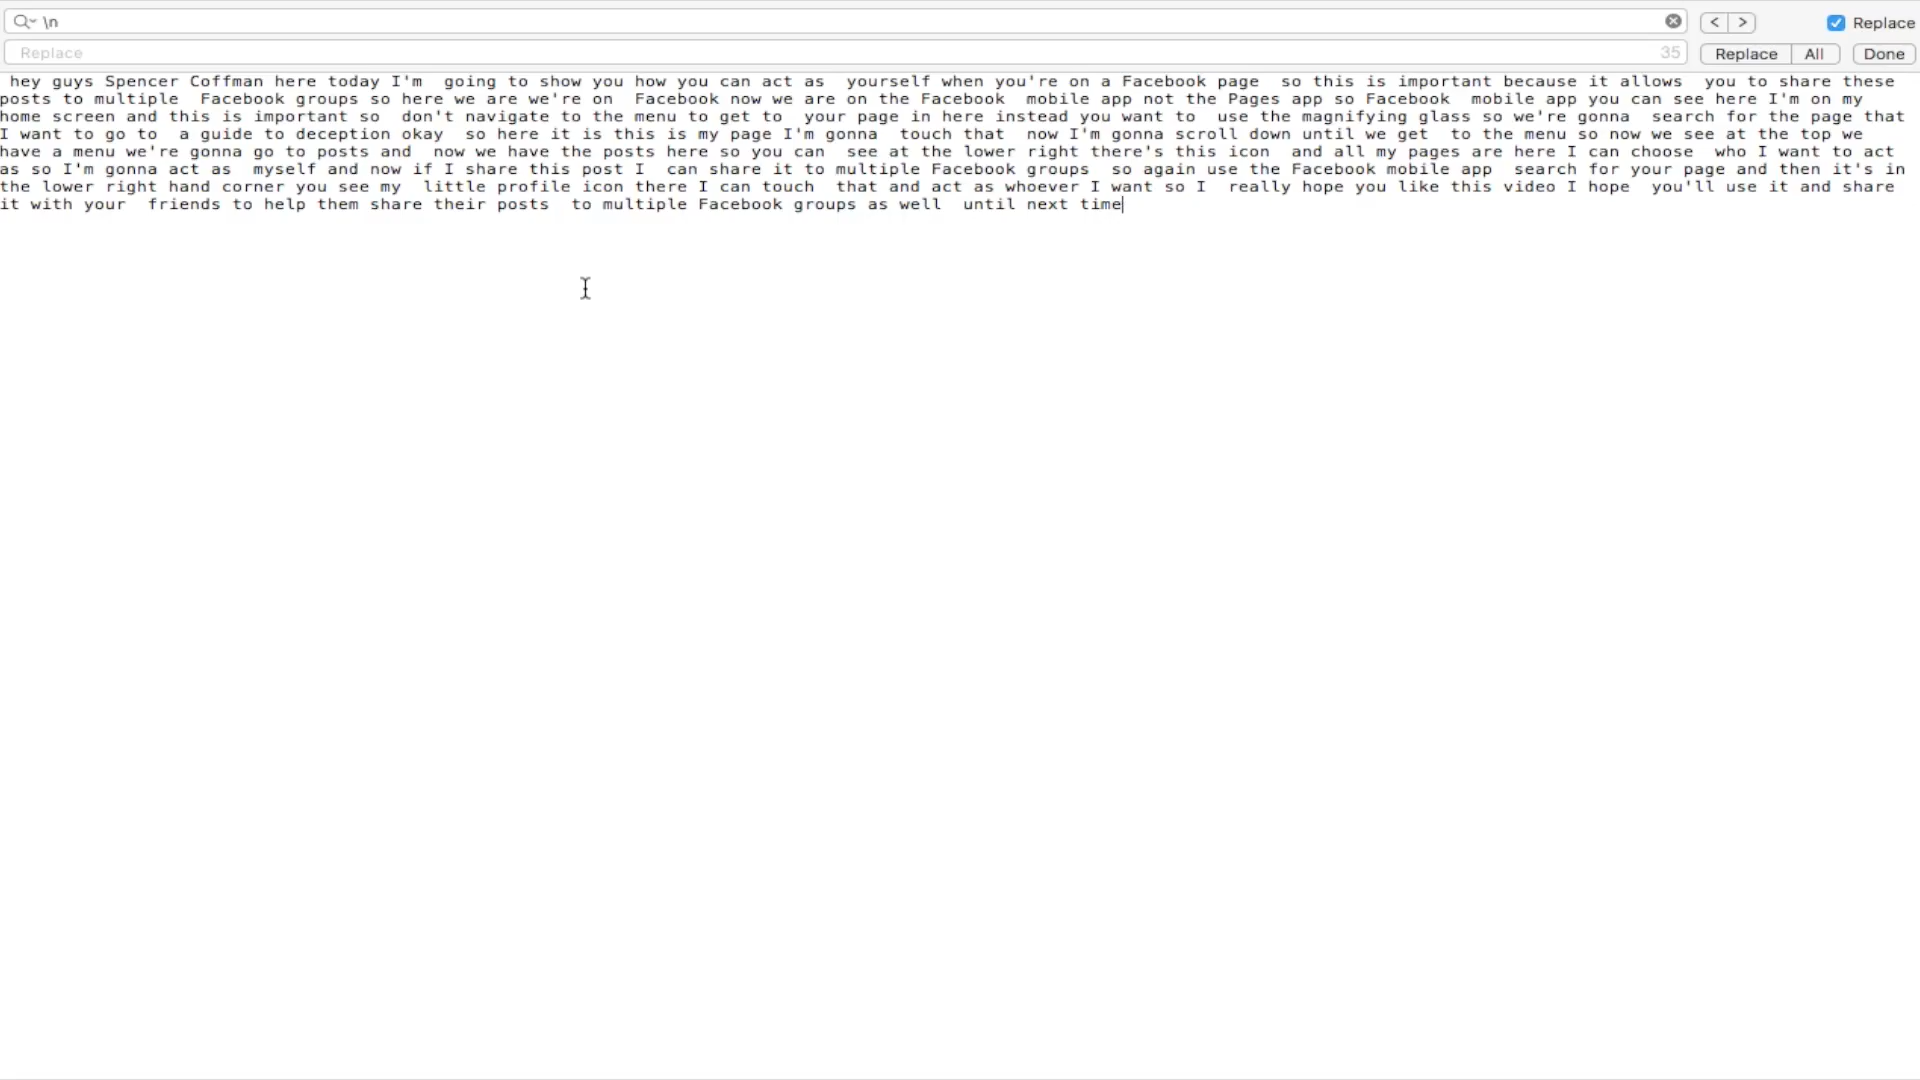 \n
Replace
Replace 35 Replace All Done
hey guys Spencer Coffman here today I'm  going to show you how you can act as  yourself when you're on a Facebook page  so this is important because it allows  you to share these
posts to multiple  Facebook groups so here we are we're on  Facebook now we are on the Facebook  mobile app not the Pages app so Facebook  mobile app you can see here I'm on my
home screen and this is important so  don't navigate to the menu to get to  your page in here instead you want to  use the magnifying glass so we're gonna  search for the page that
I want to go to  a guide to deception okay  so here it is this is my page I'm gonna  touch that  now I'm gonna scroll down until we get  to the menu so now we see at the top we
have a menu we're gonna go to posts and  now we have the posts here so you can  see at the lower right there's this icon  and all my pages are here I can choose  who I want to act
as so I'm gonna act as  myself and now if I share this post I  can share it to multiple Facebook groups  so again use the Facebook mobile app  search for your page and then it's in
the lower right hand corner you see my  little profile icon there I can touch  that and act as whoever I want so I  really hope you like this video I hope  you'll use it and share
it with your  friends to help them share their posts  to multiple Facebook groups as well  until next time